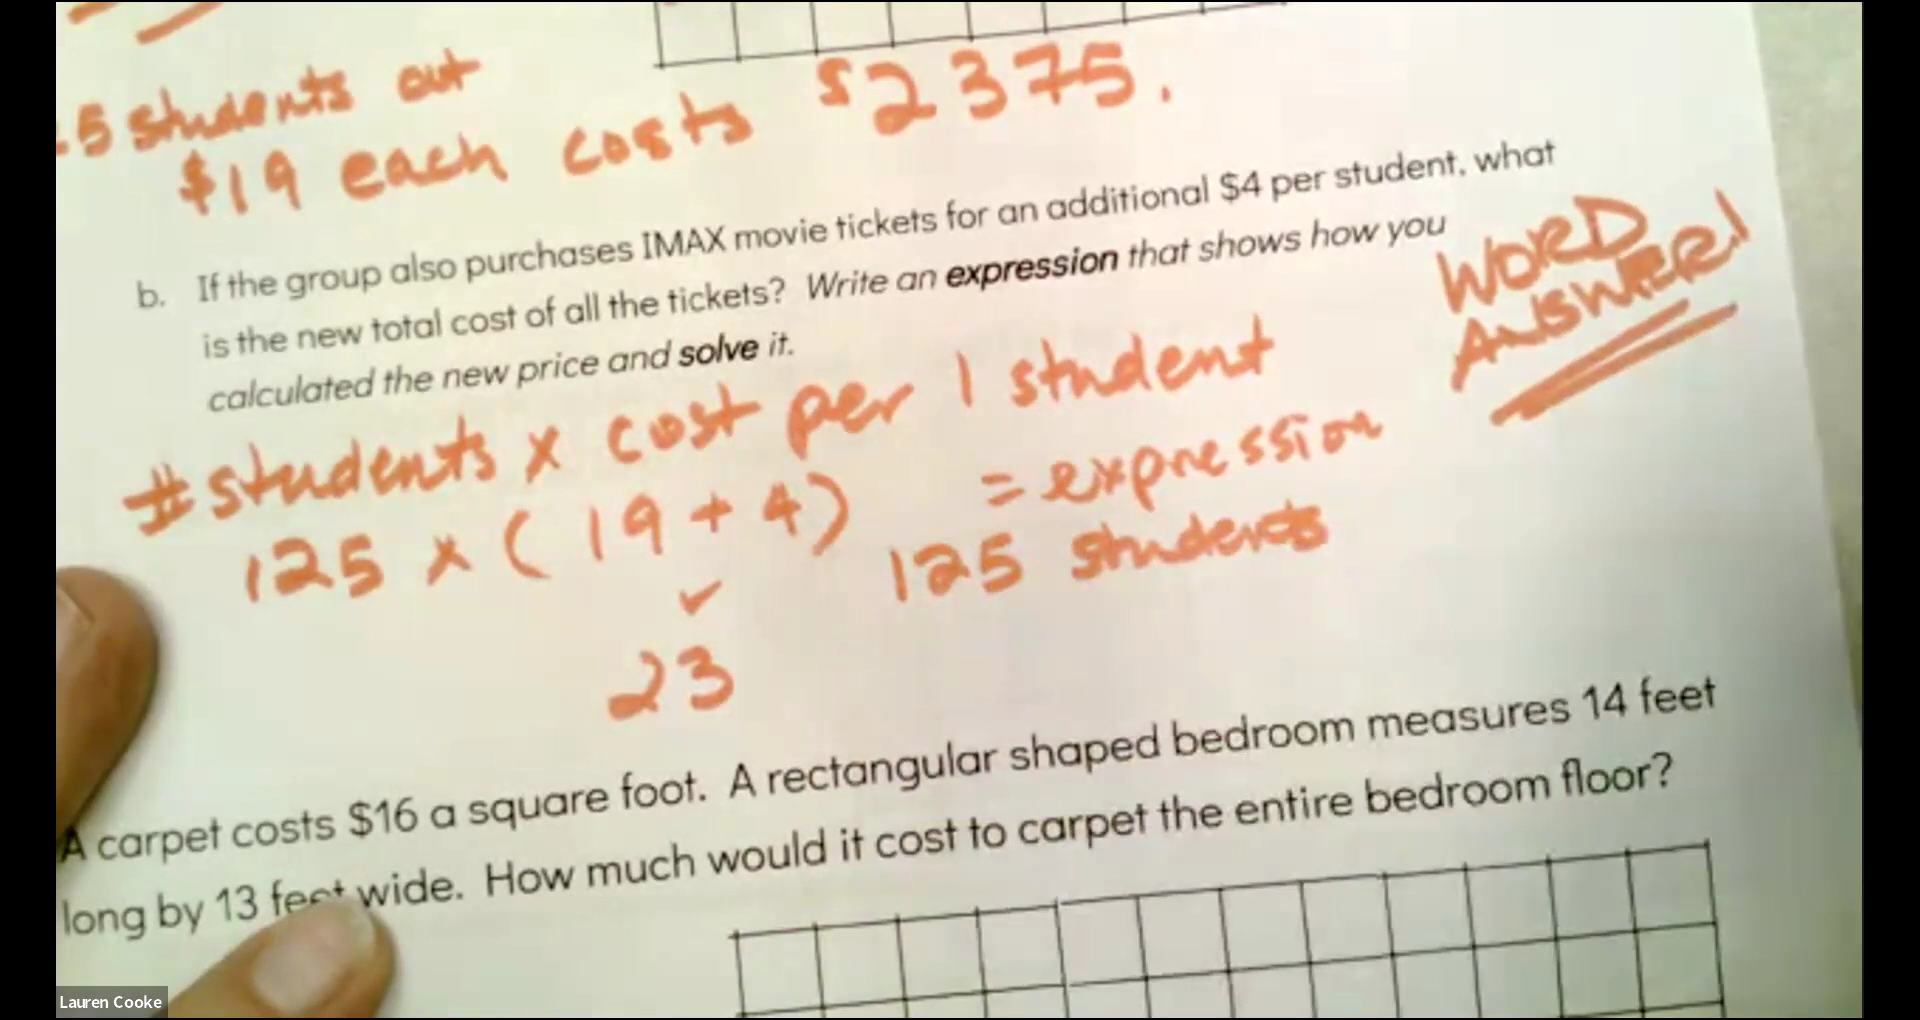 5 students out
$19 each costs $2375.
b. If the group also purchases IMAX movie tickets for an additional $4 per student, what
is the new total cost of all the tickets? Write an expression that shows how you
calculated the new price and solve it.
WORD
ANSWER!
#students x cost per 1 student
125 x (19 + 4) = expression
125 students
23
A carpet costs $16 a square foot. A rectangular shaped bedroom measures 14 feet
long by 13 feet wide. How much would it cost to carpet the entire bedroom floor?
Lauren Cooke